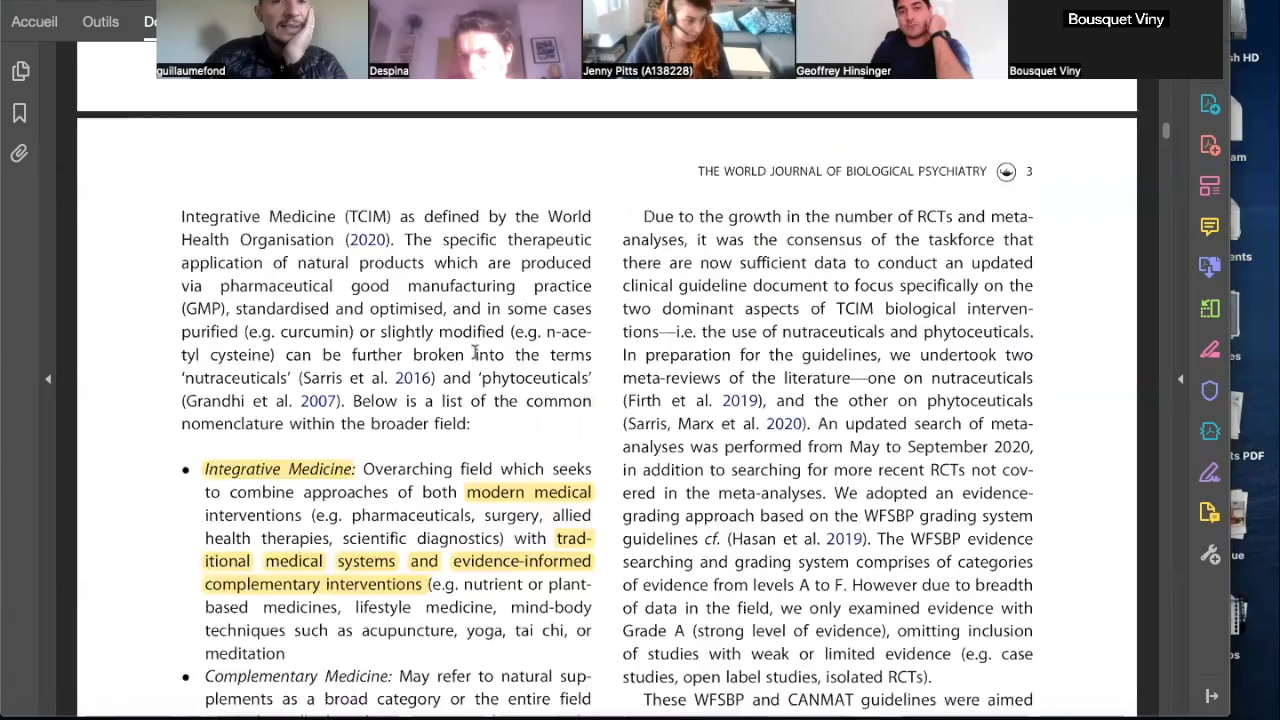 Accueil
Outils
guillaumefond
Despina
Jenny Pitts (A138228)
Geoffrey Hinsinger
Bousquet Viny
Bousquet Viny
THE WORLD JOURNAL OF BIOLOGICAL PSYCHIATRY 3
Integrative Medicine (TCIM) as defined by the World
Health Organisation (2020). The specific therapeutic
application of natural products which are produced
via pharmaceutical good manufacturing practice
(GMP), standardised and optimised, and in some cases
purified (e.g. curcumin) or slightly modified (e.g. n-ace-
tyl cysteine) can be further broken into the terms
‘nutraceuticals’ (Sarris et al. 2016) and ‘phytoceuticals’
(Grandhi et al. 2007). Below is a list of the common
nomenclature within the broader field:
• Integrative Medicine: Overarching field which seeks
to combine approaches of both modern medical
interventions (e.g. pharmaceuticals, surgery, allied
health therapies, scientific diagnostics) with trad-
itional medical systems and evidence-informed
complementary interventions (e.g. nutrient or plant-
based medicines, lifestyle medicine, mind-body
techniques such as acupuncture, yoga, tai chi, or
meditation
• Complementary Medicine: May refer to natural sup-
plements as a broad category or the entire field
Due to the growth in the number of RCTs and meta-
analyses, it was the consensus of the taskforce that
there are now sufficient data to conduct an updated
clinical guideline document to focus specifically on the
two dominant aspects of TCIM biological interven-
tions—i.e. the use of nutraceuticals and phytoceuticals.
In preparation for the guidelines, we undertook two
meta-reviews of the literature—one on nutraceuticals
(Firth et al. 2019), and the other on phytoceuticals
(Sarris, Marx et al. 2020). An updated search of meta-
analyses was performed from May to September 2020,
in addition to searching for more recent RCTs not cov-
ered in the meta-analyses. We adopted an evidence-
grading approach based on the WFSBP grading system
guidelines cf. (Hasan et al. 2019). The WFSBP evidence
searching and grading system comprises of categories
of evidence from levels A to F. However due to breadth
of data in the field, we only examined evidence with
Grade A (strong level of evidence), omitting inclusion
of studies with weak or limited evidence (e.g. case
studies, open label studies, isolated RCTs).
These WFSBP and CANMAT guidelines were aimed